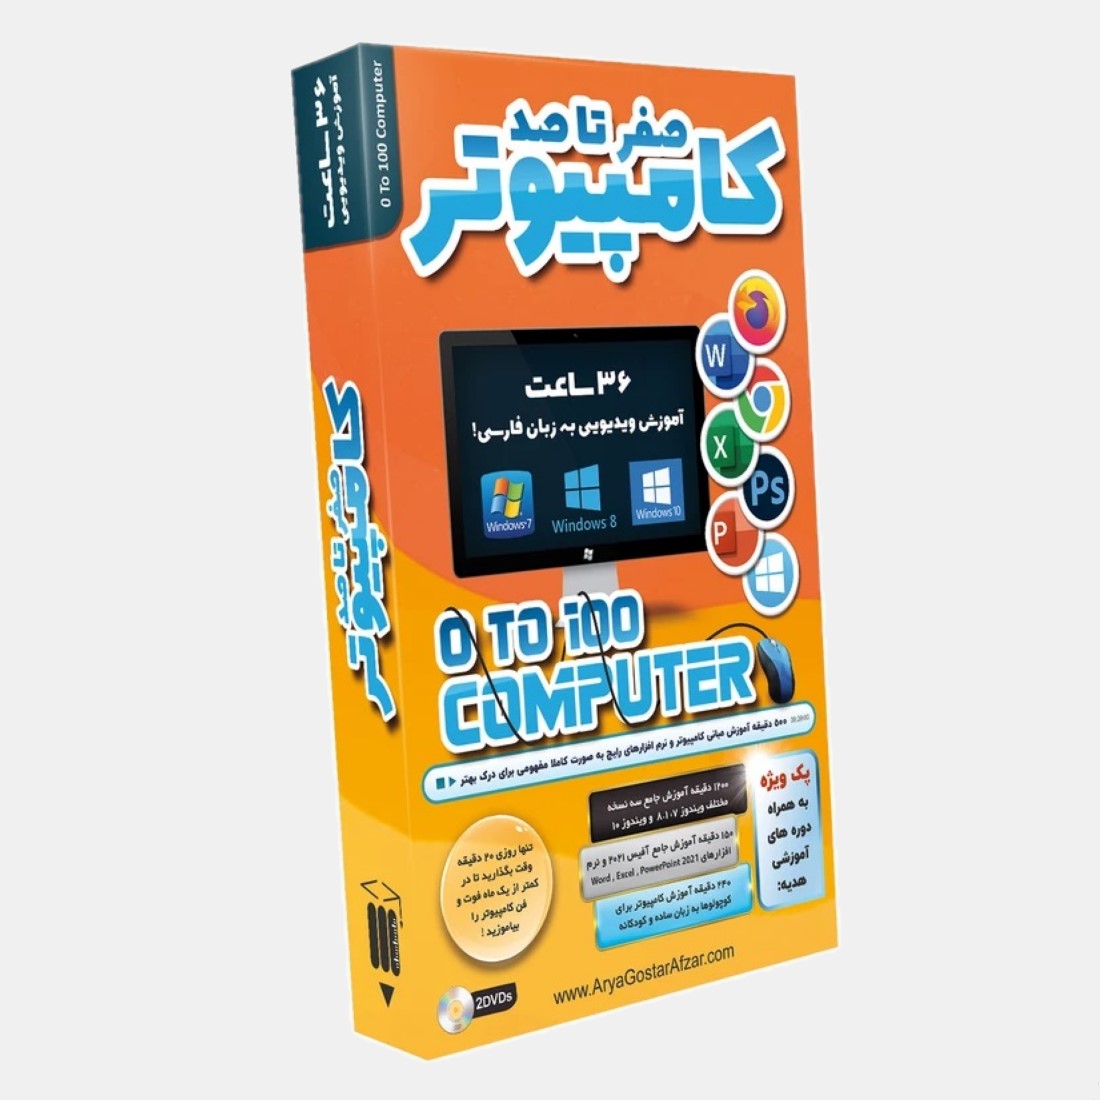 ۳۶ ساعت
آموزش ویدیویی
0 To 100 Computer
صفر تا صد
کامپیوتر
۳۶ ساعت
آموزش ویدیویی به زبان فارسی!
Windows 7
Windows 8
Windows 10
W
X
Ps
P
0 TO 100
COMPUTER
کامپیوتر
صفر تا صد
۵۰۰ دقیقه آموزش مبانی کامپیوتر و نرم افزارهای رایج به صورت کاملا مفهومی برای درک بهتر
پک ویژه
به همراه
دوره های
آموزشی
هدیه:
۱۲۰۰ دقیقه آموزش جامع سه نسخه
مختلف ویندوز ۷، ۸.۱ و ویندوز ۱۰
۱۵۰ دقیقه آموزش جامع آفیس ۲۰۲۱ و نرم
افزارهای Word , Excel , PowerPoint 2021
۲۴۰ دقیقه آموزش کامپیوتر برای
کوچولوها به زبان ساده و کودکانه
تنها روزی ۲۰ دقیقه
وقت بگذارید تا در
کمتر از یک ماه فوت و
فن کامپیوتر را
بیاموزید!
2DVDs
www.AryaGostarAfzar.com